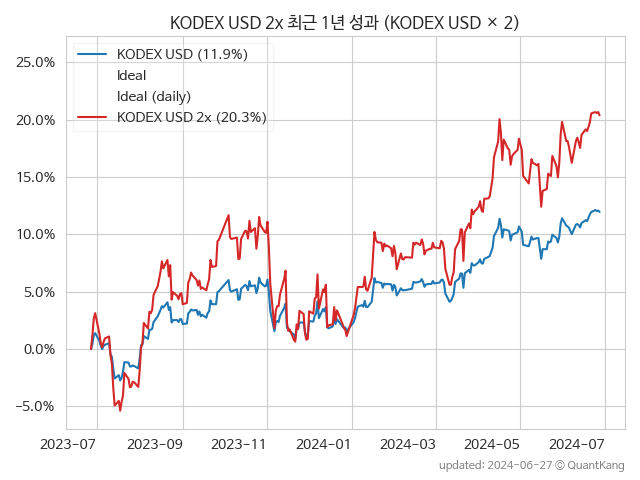 KODEX USD 2x 최근 1년 성과 (KODEX USD × 2)
KODEX USD (11.9%)
Ideal
Ideal (daily)
KODEX USD 2x (20.3%)
25.0%
20.0%
15.0%
10.0%
5.0%
0.0%
−5.0%
2023−07 2023−09 2023−11 2024−01 2024−03 2024−05 2024−07
updated: 2024-06-27 © QuantKang